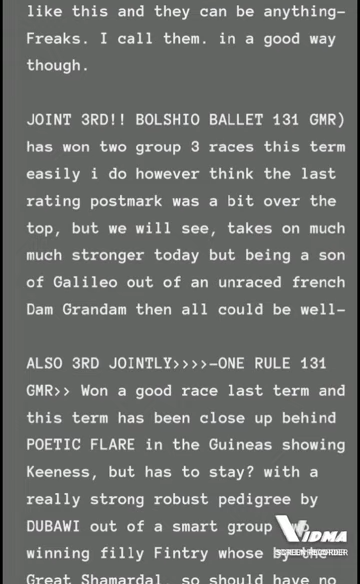 like this and they can be anything-
Freaks. I call them. in a good way
though.
JOINT 3RD!! BOLSHIO BALLET 131 GMR)
has won two group 3 races this term
easily i do however think the last
rating postmark was a bit over the
top, but we will see, takes on much
much stronger today but being a son
of Galileo out of an unraced french
Dam Grandam then all could be well-
ALSO 3RD JOINTLY>>>>-ONE RULE 131
GMR>> Won a good race last term and
this term has been close up behind
POETIC FLARE in the Guineas showing
Keeness, but has to stay? with a
really strong robust pedigree by
DUBAWI out of a smart group
winning filly Fintry whose by
Great Shamardal so should have no
VIDMA
SCREEN RECORDER